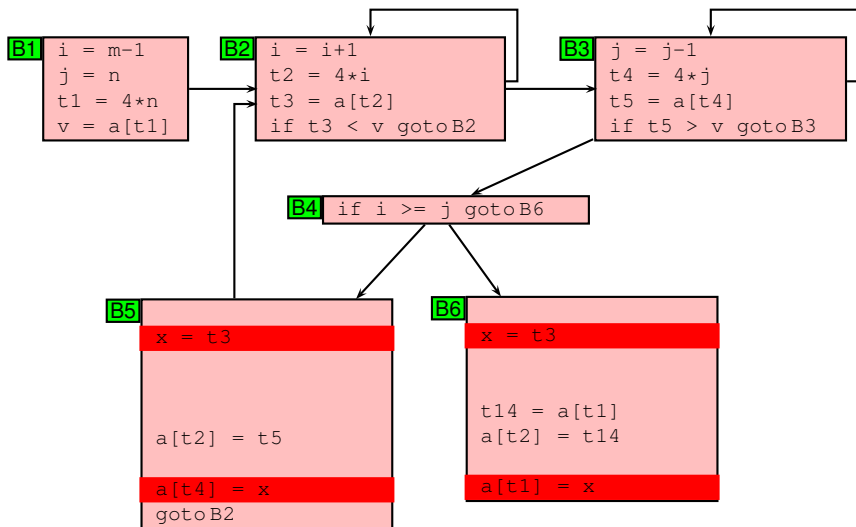 B1
i = m-1
j = n
t1 = 4*n
v = a[t1]
B2
i = i+1
t2 = 4*i
t3 = a[t2]
if t3 < v goto B2
B3
j = j-1
t4 = 4*j
t5 = a[t4]
if t5 > v goto B3
B4
if i >= j goto B6
B5
x = t3
a[t2] = t5
a[t4] = x
goto B2
B6
x = t3
t14 = a[t1]
a[t2] = t14
a[t1] = x